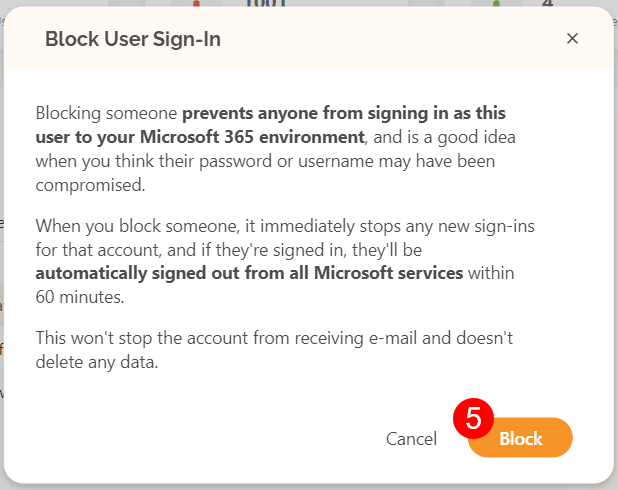 1001
4
Block User Sign-In
Blocking someone prevents anyone from signing in as this
user to your Microsoft 365 environment, and is a good idea
when you think their password or username may have been
compromised.
When you block someone, it immediately stops any new sign-ins
for that account, and if they're signed in, they'll be
automatically signed out from all Microsoft services within
60 minutes.
This won't stop the account from receiving e-mail and doesn't
delete any data.
Cancel
5
Block